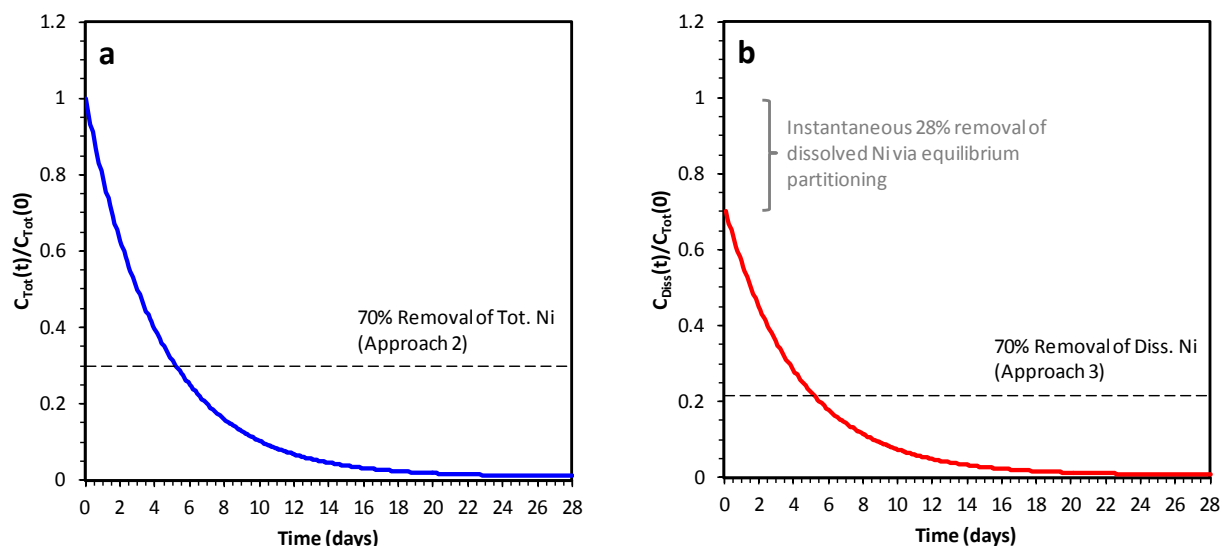 a
1.2
1
0.8
0.6
0.4
0.2
0
C_Tot(t)/C_Tot(0)
70% Removal of Tot. Ni
(Approach 2)
0 2 4 6 8 10 12 14 16 18 20 22 24 26 28
Time (days)
b
1.2
1
0.8
0.6
0.4
0.2
0
C_Diss(t)/C_Tot(0)
Instantaneous 28% removal of
dissolved Ni via equilibrium
partitioning
70% Removal of Diss. Ni
(Approach 3)
0 2 4 6 8 10 12 14 16 18 20 22 24 26 28
Time (days)